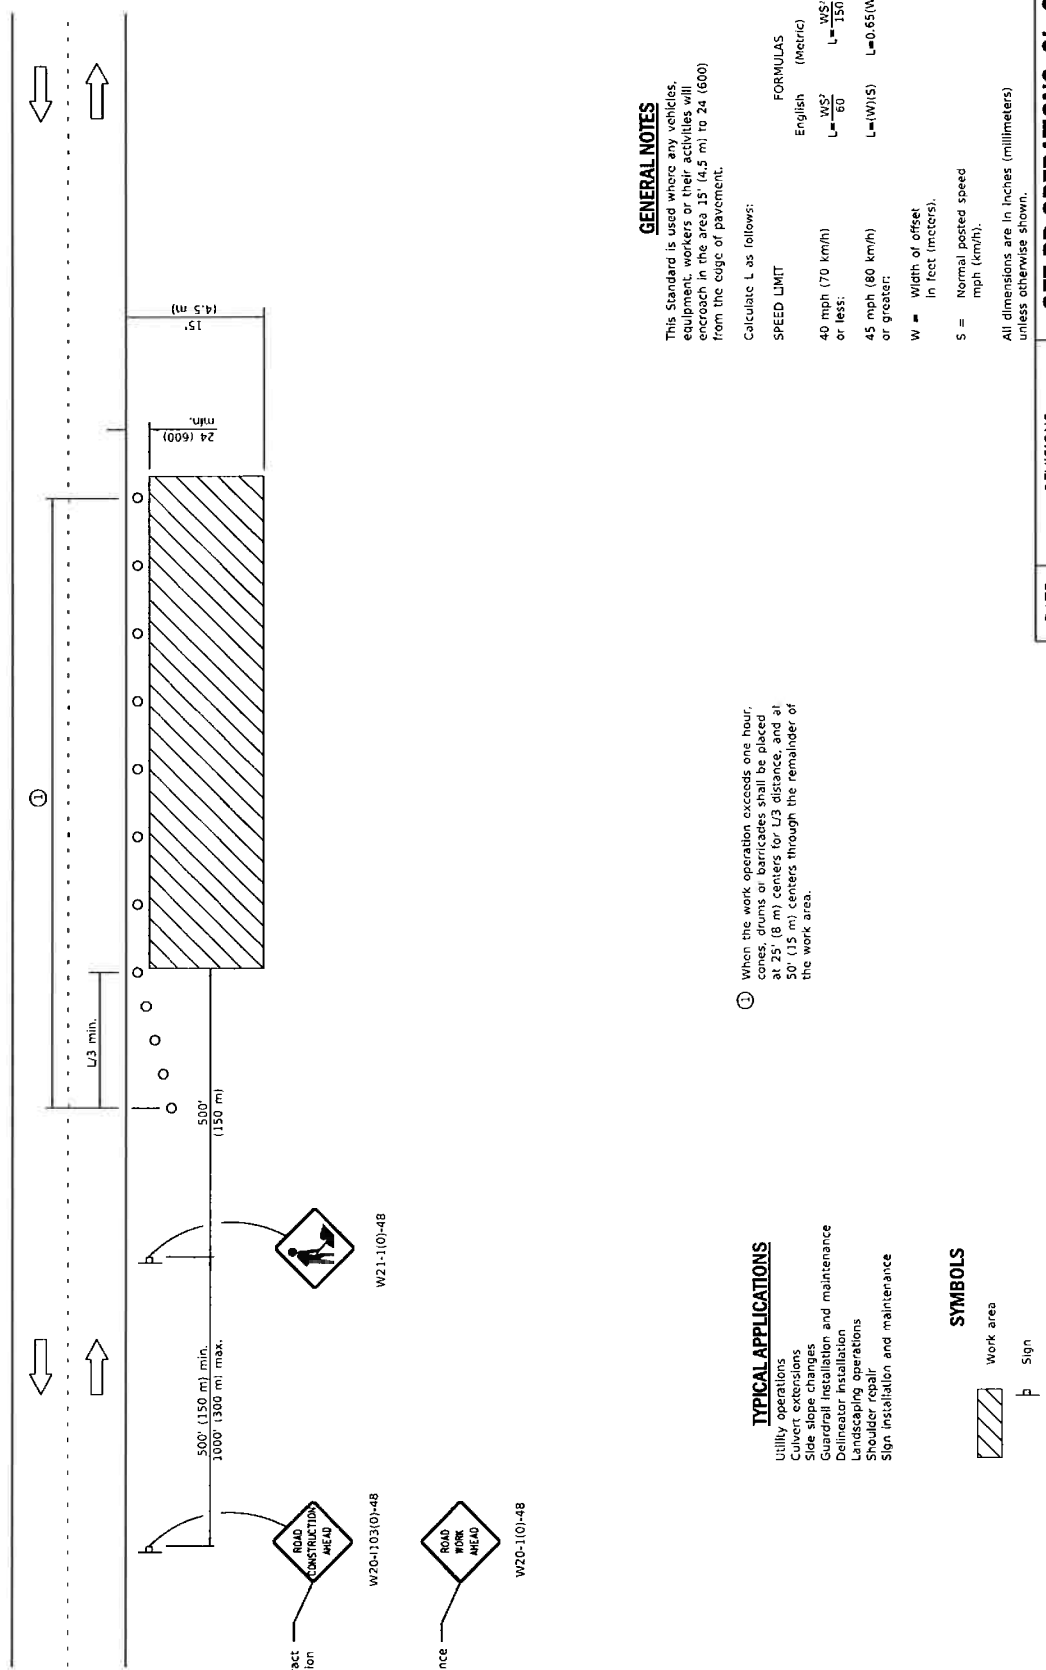 ①
L/3 min.
15'
(4.5 m)
24 (600)
min.
500'
(150 m)
500' (150 m) min.
1000' (300 m) max.
W21-1(0)-48
ROAD
CONSTRUCTION
AHEAD
W20-I103(0)-48
ROAD
WORK
AHEAD
W20-1(0)-48
TYPICAL APPLICATIONS
Utility operations
Culvert extensions
Side slope changes
Guardrail installation and maintenance
Delineator installation
Landscaping operations
Shoulder repair
Sign installation and maintenance
SYMBOLS
Work area
Sign
① When the work operation exceeds one hour,
cones, drums or barricades shall be placed
at 25' (8 m) centers for L/3 distance, and at
50' (15 m) centers through the remainder of
the work area.
GENERAL NOTES
This Standard is used where any vehicles,
equipment, workers or their activities will
encroach in the area 15' (4.5 m) to 24 (600)
from the edge of pavement.
Calculate L as follows:
SPEED LIMIT FORMULAS
English (Metric)
40 mph (70 km/h) L=WS²/60 L=WS²/150
or less:
45 mph (80 km/h) L=(W)(S) L=0.65(W
or greater:
W = Width of offset
in feet (meters).
S = Normal posted speed
mph (km/h).
All dimensions are in inches (millimeters)
unless otherwise shown.